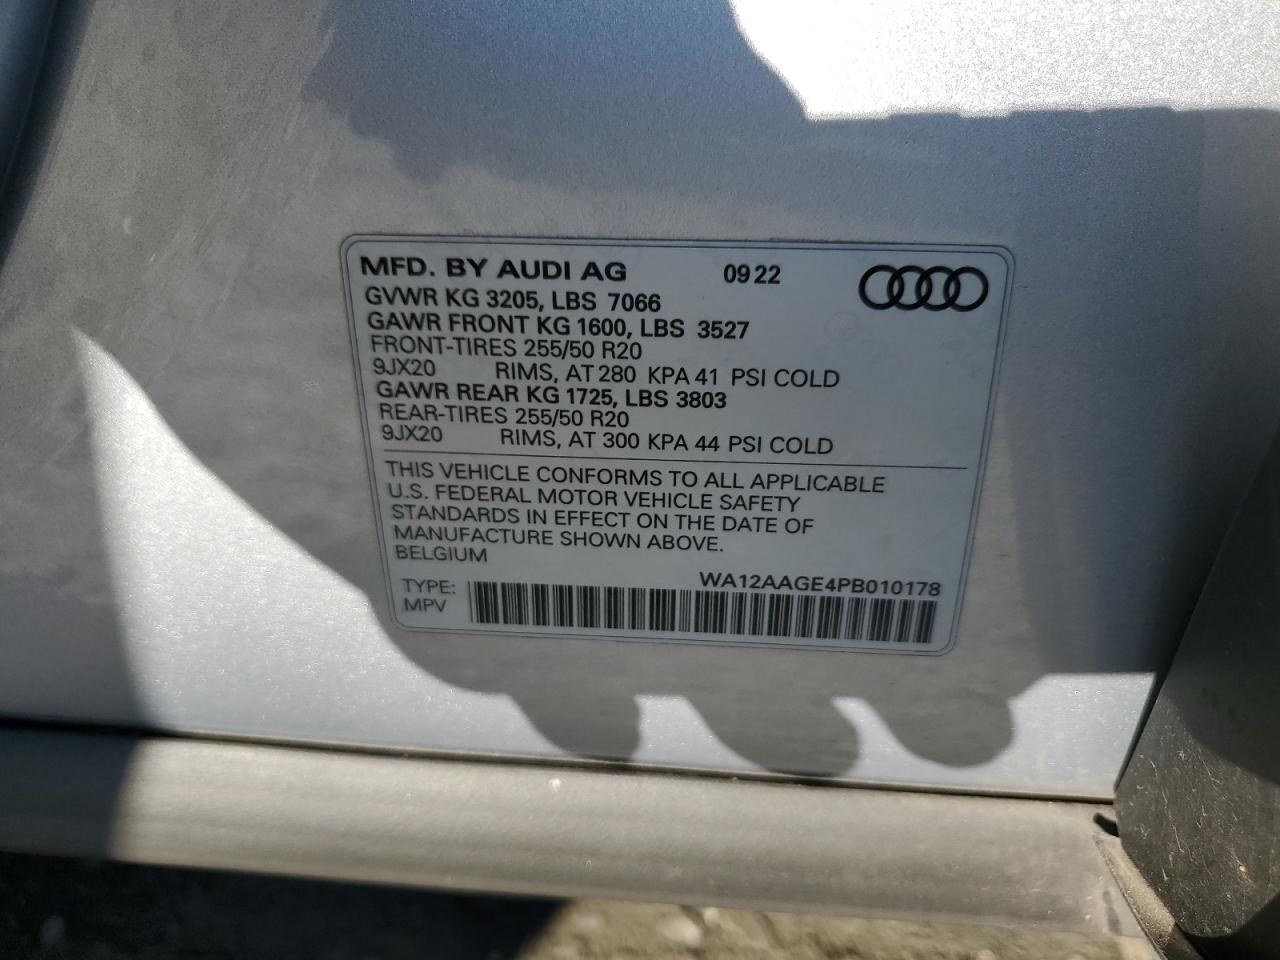 MFD. BY AUDI AG 09 22
GVWR KG 3205, LBS 7066
GAWR FRONT KG 1600, LBS 3527
FRONT-TIRES 255/50 R20
9JX20 RIMS, AT 280 KPA 41 PSI COLD
GAWR REAR KG 1725, LBS 3803
REAR-TIRES 255/50 R20
9JX20 RIMS, AT 300 KPA 44 PSI COLD
THIS VEHICLE CONFORMS TO ALL APPLICABLE
U.S. FEDERAL MOTOR VEHICLE SAFETY
STANDARDS IN EFFECT ON THE DATE OF
MANUFACTURE SHOWN ABOVE.
BELGIUM
WA12AAGE4PB010178
TYPE:
MPV